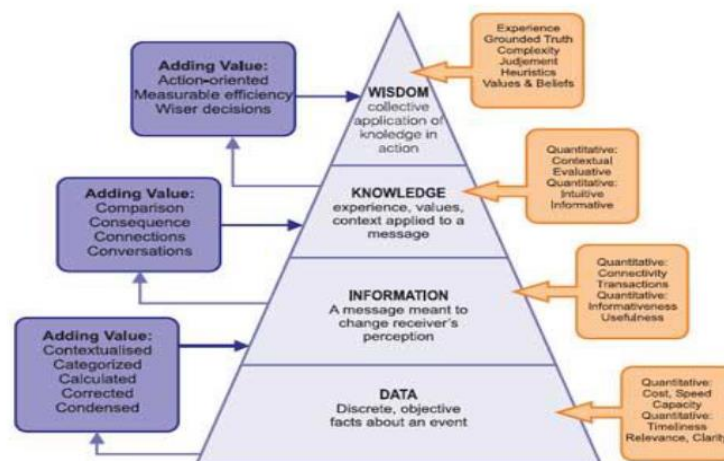 Adding Value:
Action-oriented
Measurable efficiency
Wiser decisions
WISDOM
collective
application of
knoledge in
action
Experience
Grounded Truth
Complexity
Judjement
Heuristics
Values & Beliefs
Adding Value:
Comparison
Consequence
Connections
Conversations
KNOWLEDGE
experience, values,
context applied to a
message
Quantitative:
Contextual
Evaluative
Quantitative:
Intuitive
Informative
Adding Value:
Contextualised
Categorized
Calculated
Corrected
Condensed
INFORMATION
A message meant to
change receiver's
perception
Quantitative:
Connectivity
Transactions
Quantitative:
Informativeness
Usefulness
DATA
Discrete, objective
facts about an event
Quantitative:
Cost, Speed
Capacity
Quantitative:
Timeliness
Relevance, Clarity